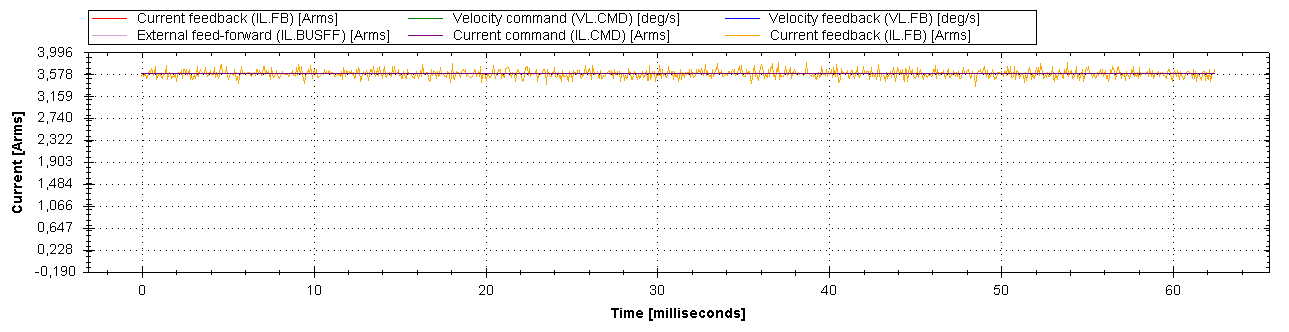 Current feedback (IL.FB) [Arms] Velocity command (VL.CMD) [deg/s] Velocity feedback (VL.FB) [deg/s]
External feed-forward (IL.BUSFF) [Arms] Current command (IL.CMD) [Arms] Current feedback (IL.FB) [Arms]
3,996
3,578
3,159
2,740
2,322
1,903
1,484
1,066
0,647
0,228
-0,190
Current [Arms]
0 10 20 30 40 50 60
Time [milliseconds]